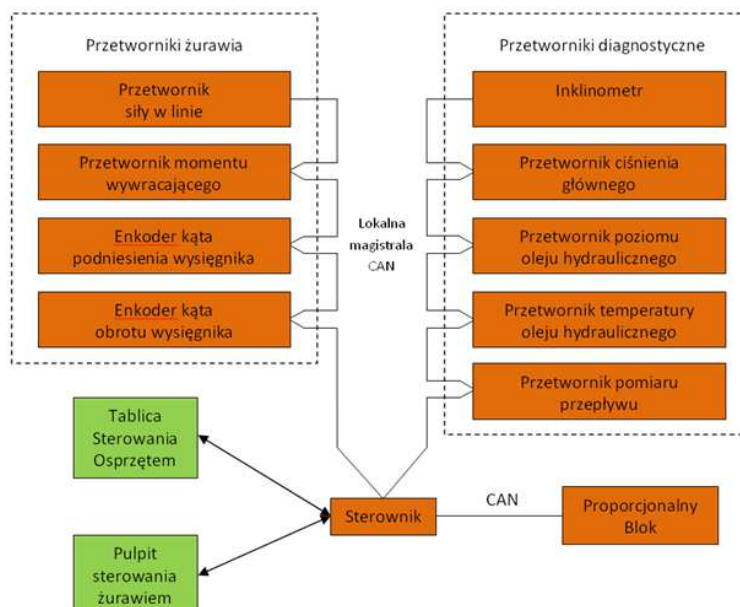 Przetworniki żurawia
Przetwornik
siły w linie
Przetwornik momentu
wywracającego
Enkoder kąta
podniesienia wysięgnika
Enkoder kąta
obrotu wysięgnika
Lokalna
magistrala
CAN
Przetworniki diagnostyczne
Inklinometr
Przetwornik ciśnienia
głównego
Przetwornik poziomu
oleju hydraulicznego
Przetwornik temperatury
oleju hydraulicznego
Przetwornik pomiaru
przepływu
Tablica
Sterowania
Osprzętem
Sterownik
CAN
Proporcjonalny
Blok
Pulpit
sterowania
żurawiem